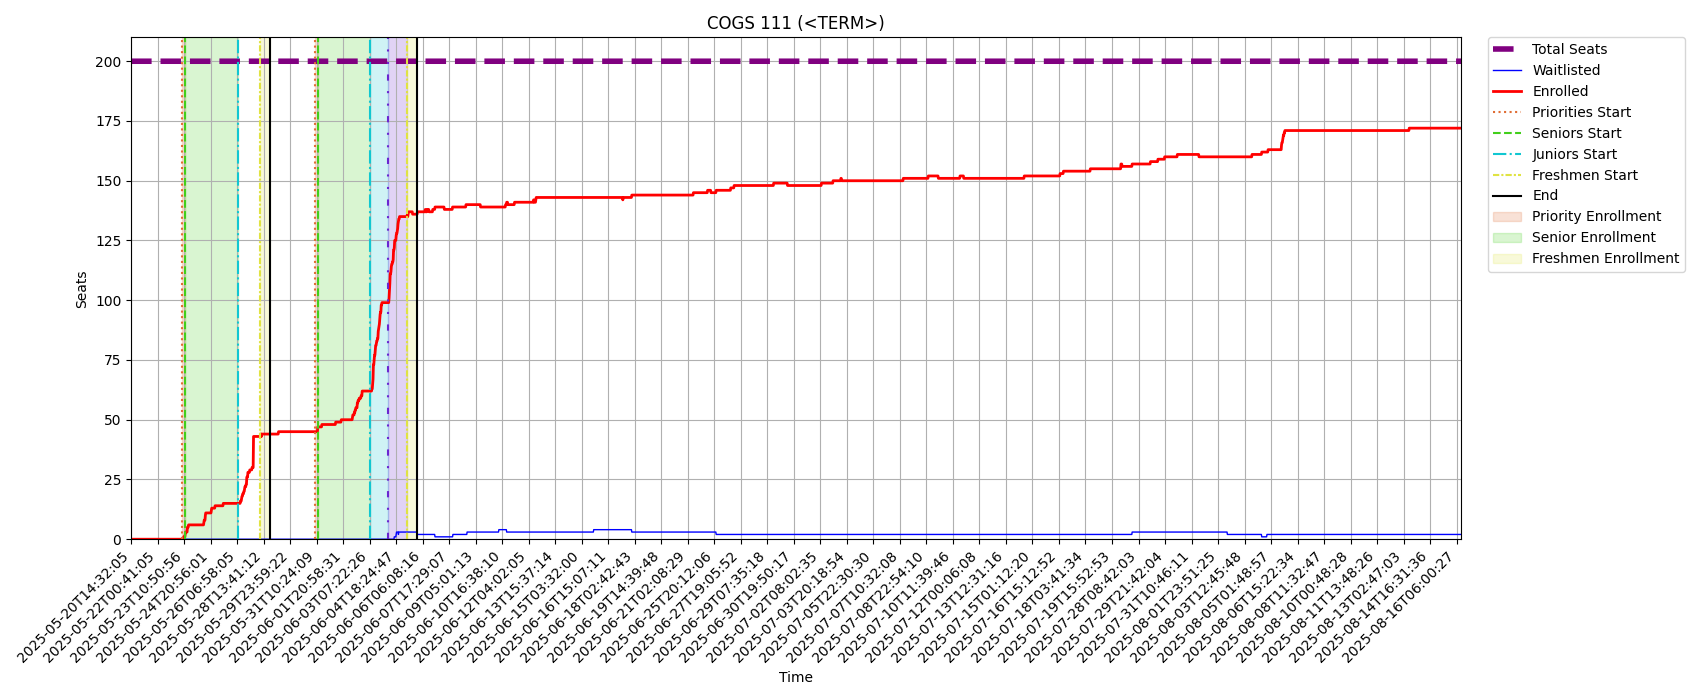 COGS 111 (<TERM>)
Seats
200
175
150
125
100
75
50
25
0
2025-05-20T14:32:05
2025-05-22T00:41:05
2025-05-23T10:50:56
2025-05-24T20:56:01
2025-05-26T06:58:05
2025-05-28T13:41:12
2025-05-29T23:59:22
2025-05-31T10:24:09
2025-06-01T20:58:31
2025-06-03T07:22:26
2025-06-04T18:24:47
2025-06-06T06:08:16
2025-06-07T17:29:07
2025-06-09T05:01:13
2025-06-10T16:38:10
2025-06-12T04:02:05
2025-06-13T15:37:14
2025-06-15T03:32:00
2025-06-16T15:07:11
2025-06-18T02:42:43
2025-06-19T14:39:48
2025-06-21T02:08:29
2025-06-25T20:12:06
2025-06-27T19:05:52
2025-06-29T07:35:18
2025-06-30T19:50:17
2025-07-02T08:02:35
2025-07-03T20:18:54
2025-07-05T22:30:30
2025-07-07T10:32:08
2025-07-08T22:54:10
2025-07-10T11:39:46
2025-07-12T00:06:08
2025-07-13T12:31:16
2025-07-15T01:12:20
2025-07-16T15:12:52
2025-07-18T03:41:34
2025-07-19T15:52:53
2025-07-28T08:42:03
2025-07-29T21:42:04
2025-07-31T10:46:11
2025-08-01T23:51:25
2025-08-03T12:45:48
2025-08-05T01:48:57
2025-08-06T15:22:34
2025-08-08T11:32:47
2025-08-10T00:48:28
2025-08-11T13:48:26
2025-08-13T02:47:03
2025-08-14T16:31:36
2025-08-16T06:00:27
Time
Total Seats
Waitlisted
Enrolled
Priorities Start
Seniors Start
Juniors Start
Freshmen Start
End
Priority Enrollment
Senior Enrollment
Freshmen Enrollment